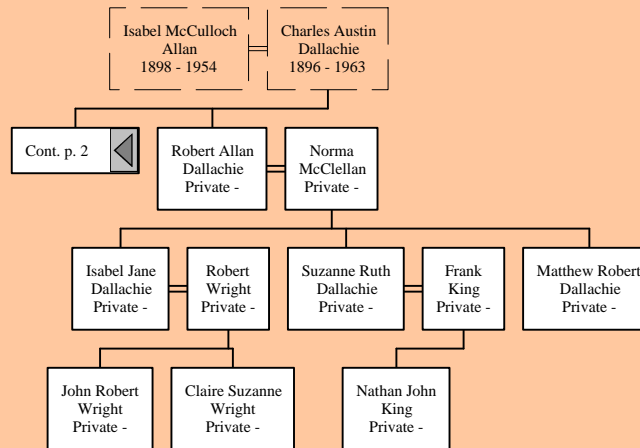 Isabel McCulloch
Allan
1898 - 1954
Charles Austin
Dallachie
1896 - 1963
Cont. p. 2
Robert Allan
Dallachie
Private -
Norma
McClellan
Private -
Isabel Jane
Dallachie
Private -
Robert
Wright
Private -
Suzanne Ruth
Dallachie
Private -
Frank
King
Private -
Matthew Robert
Dallachie
Private -
John Robert
Wright
Private -
Claire Suzanne
Wright
Private -
Nathan John
King
Private -